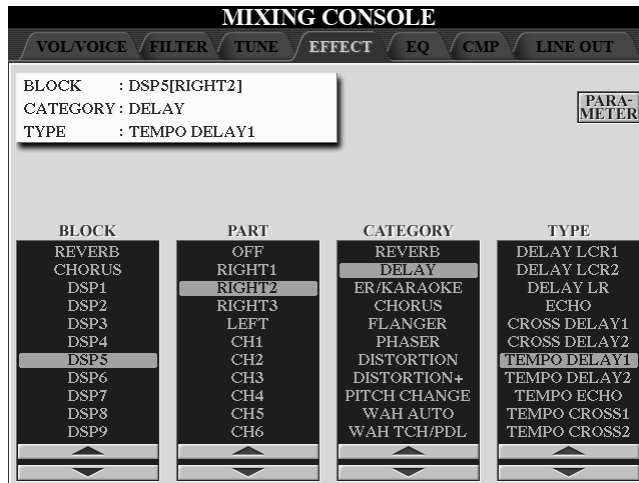 MIXING CONSOLE
VOL/VOICE FILTER TUNE EFFECT EQ CMP LINE OUT
BLOCK : DSP5[RIGHT2]
CATEGORY : DELAY
TYPE : TEMPO DELAY1
PARA-
METER
BLOCK PART CATEGORY TYPE
REVERB OFF REVERB DELAY LCR1
CHORUS RIGHT1 DELAY DELAY LCR2
DSP1 RIGHT2 ER/KARAOKE DELAY LR
DSP2 RIGHT3 CHORUS ECHO
DSP3 LEFT FLANGER CROSS DELAY1
DSP4 CH1 PHASER CROSS DELAY2
DSP5 CH2 DISTORTION TEMPO DELAY1
DSP6 CH3 DISTORTION+ TEMPO DELAY2
DSP7 CH4 PITCH CHANGE TEMPO ECHO
DSP8 CH5 WAH AUTO TEMPO CROSS1
DSP9 CH6 WAH TCH/PDL TEMPO CROSS2